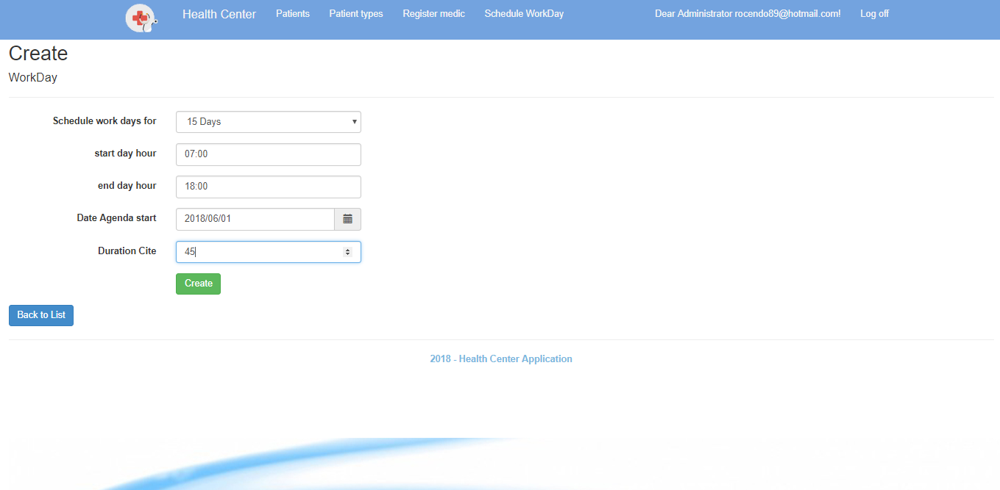 Health Center Patients Patient types Register medic Schedule WorkDay Dear Administrator rocendo89@hotmail.com! Log off
Create
WorkDay
Schedule work days for 15 Days
start day hour 07:00
end day hour 18:00
Date Agenda start 2018/06/01
Duration Cite 45
Create
Back to List
2018 - Health Center Application